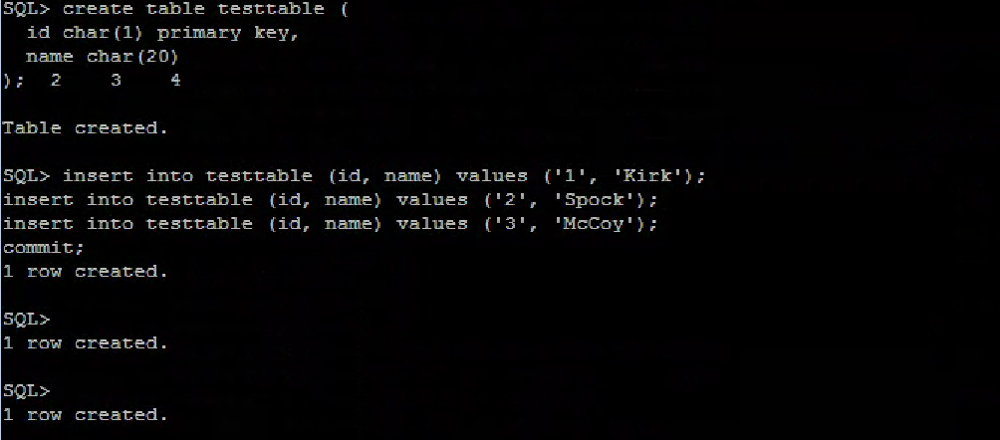 SQL> create table testtable (
id char(1) primary key,
name char(20)
); 2 3 4
Table created.
SQL> insert into testtable (id, name) values ('1', 'Kirk');
insert into testtable (id, name) values ('2', 'Spock');
insert into testtable (id, name) values ('3', 'McCoy');
commit;
1 row created.
SQL>
1 row created.
SQL>
1 row created.